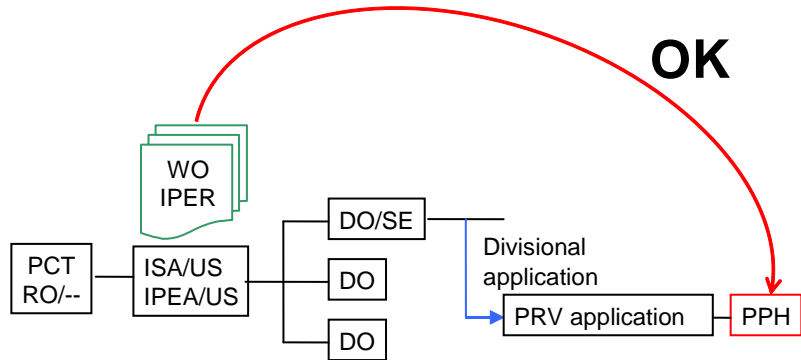 OK
WO
IPER
PCT
RO/--
ISA/US
IPEA/US
DO/SE
DO
DO
Divisional
application
PRV application
PPH